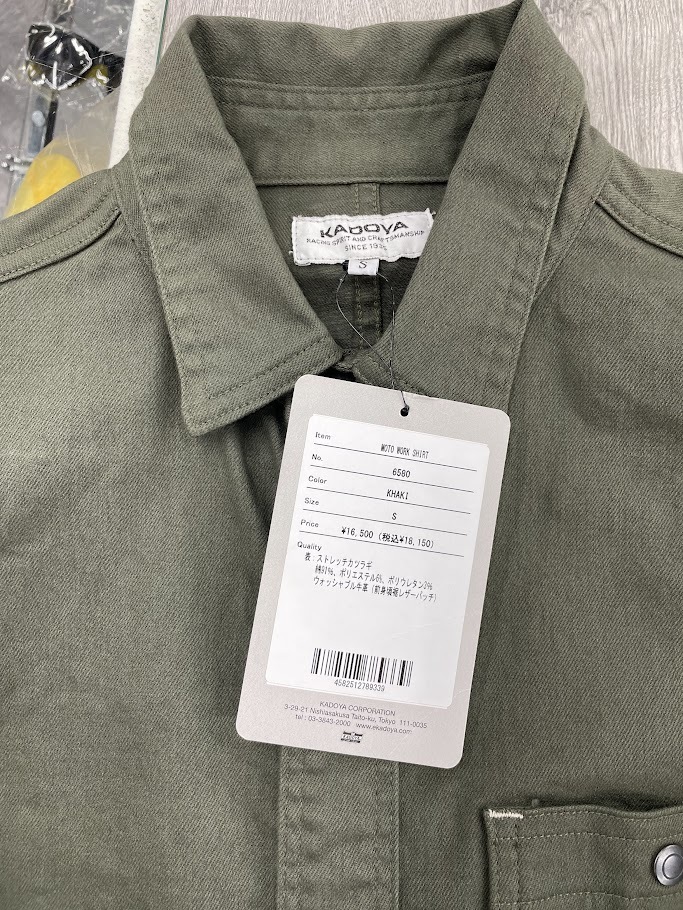 KADOYA
RACING SPIRIT AND CRAFTSMANSHIP
SINCE 1935
S
Item MOTO WORK SHIRT
No. 6580
Color KHAKI
Size S
Price ¥16,500 (税込¥18,150)
Quality
表：ストレッチカツラギ
綿91%、ポリエステル6%、ポリウレタン3%
ウォッシャブル牛革（前身頃裾レザーパッチ）
4582512789339
KADOYA CORPORATION
3-29-21 Nishiasakusa Taito-ku, Tokyo 111-0035
tel : 03-3843-2000 www.ekadoya.com